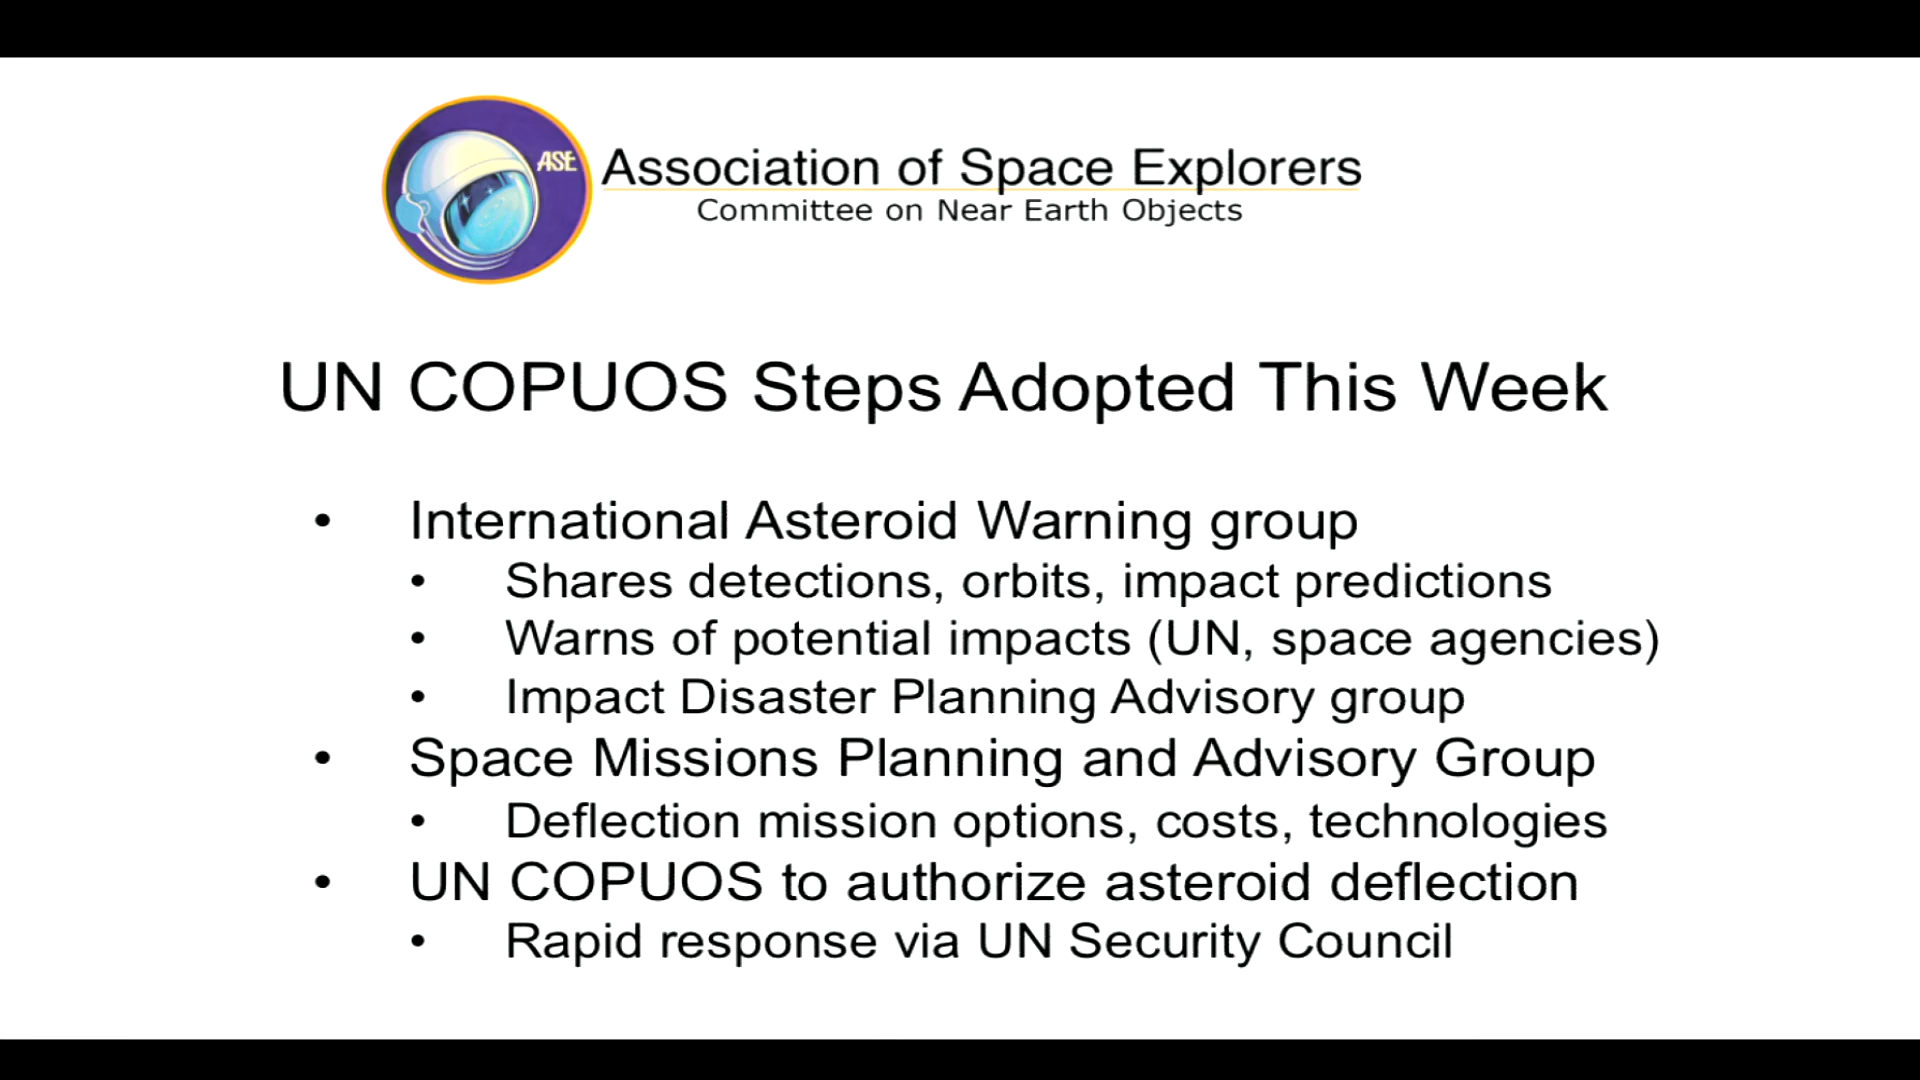 ASE
Association of Space Explorers
Committee on Near Earth Objects
UN COPUOS Steps Adopted This Week
• International Asteroid Warning group
• Shares detections, orbits, impact predictions
• Warns of potential impacts (UN, space agencies)
• Impact Disaster Planning Advisory group
• Space Missions Planning and Advisory Group
• Deflection mission options, costs, technologies
• UN COPUOS to authorize asteroid deflection
• Rapid response via UN Security Council